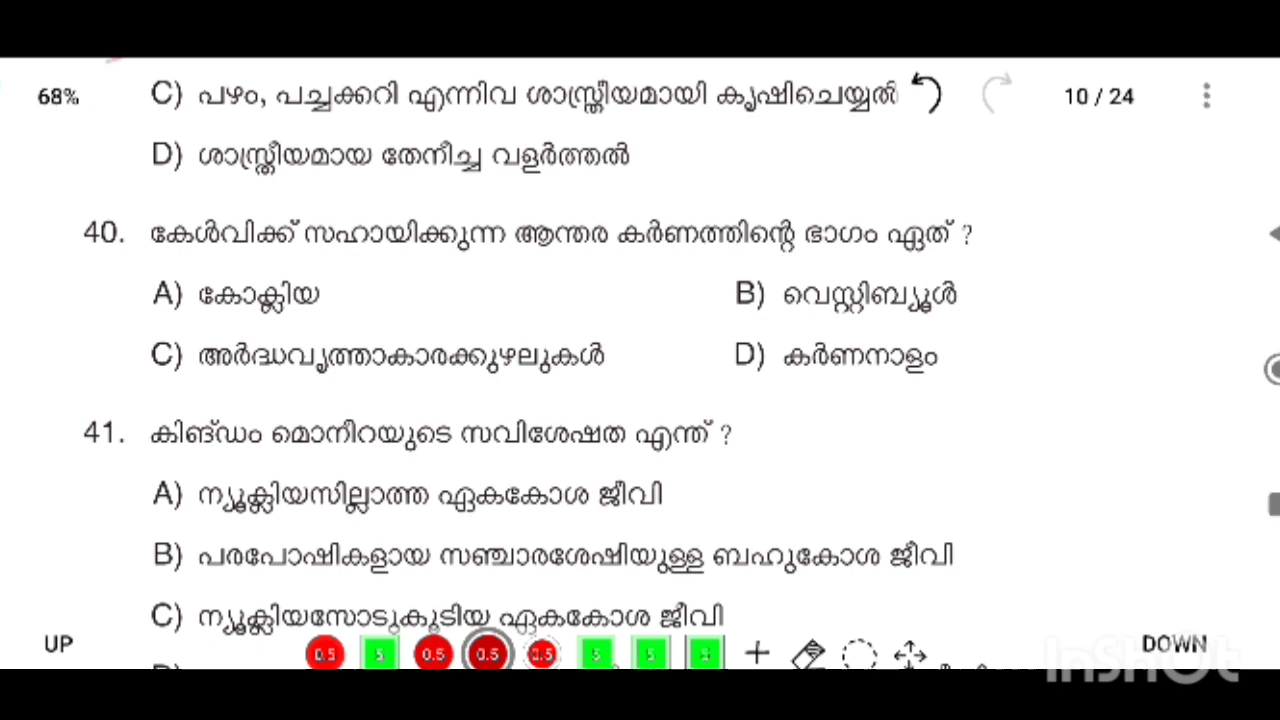 68%
C) പഴം, പച്ചക്കറി എന്നിവ ശാസ്ത്രീയമായി കൃഷിചെയ്യൽ
10 / 24
D) ശാസ്ത്രീയമായ തേനീച്ച വളർത്തൽ
40. കേൾവിക്ക് സഹായിക്കുന്ന ആന്തര കർണത്തിന്റെ ഭാഗം ഏത് ?
A) കോക്ലിയ B) വെസ്റ്റിബ്യൂൾ
C) അർദ്ധവൃത്താകാരക്കുഴലുകൾ D) കർണനാളം
41. കിങ്ഡം മൊനീറയുടെ സവിശേഷത എന്ത് ?
A) ന്യൂക്ലിയസില്ലാത്ത ഏകകോശ ജീവി
B) പരപോഷികളായ സഞ്ചാരശേഷിയുള്ള ബഹുകോശ ജീവി
C) ന്യൂക്ലിയസോടുകൂടിയ ഏകകോശ ജീവി
UP
0.5 5 0.5 0.5 0.5 5 5
DOWN
InShOt